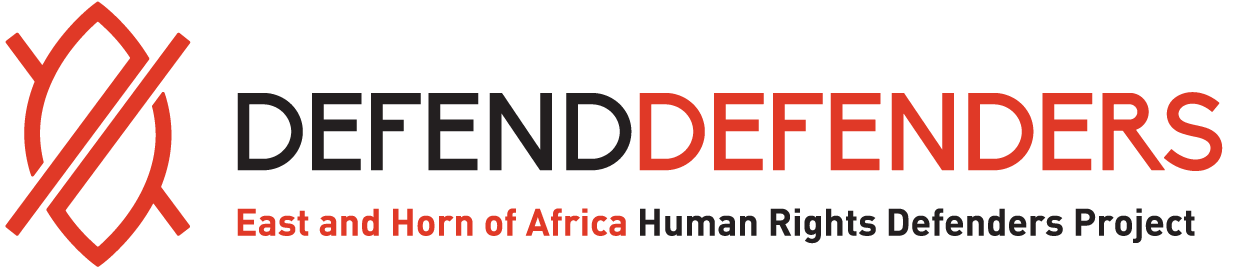 DEFENDDEFENDERS
East and Horn of Africa Human Rights Defenders Project